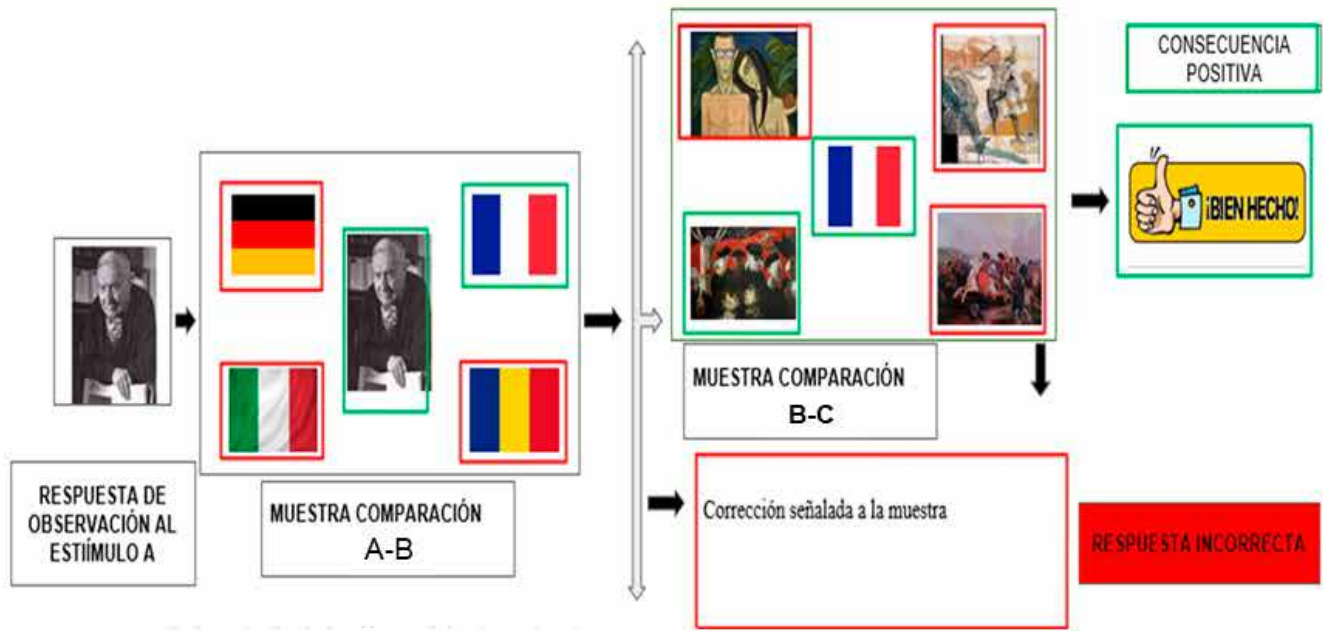 RESPUESTA DE
OBSERVACIÓN AL
ESTIÍMULO A
MUESTRA COMPARACIÓN
A-B
MUESTRA COMPARACIÓN
B-C
CONSECUENCIA
POSITIVA
¡BIEN HECHO!
Corrección señalada a la muestra
RESPUESTA INCORRECTA